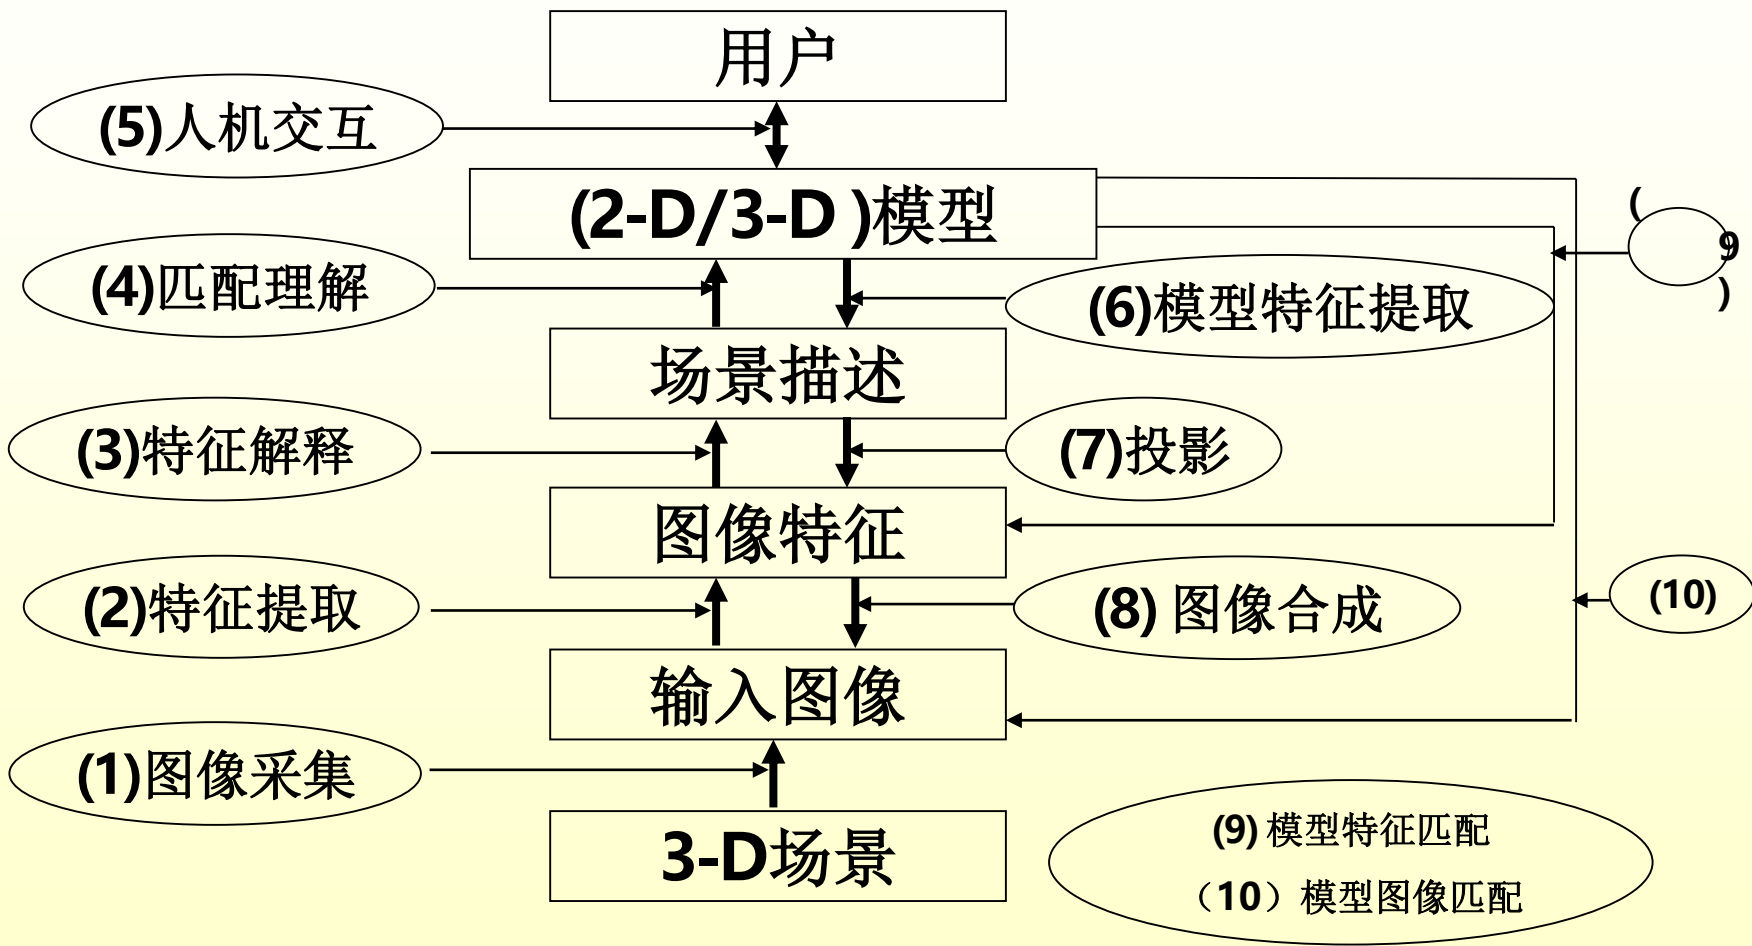 用户
(5)人机交互
(2-D/3-D )模型
(9)
(4)匹配理解
(6)模型特征提取
场景描述
(3)特征解释
(7)投影
图像特征
(2)特征提取
(8) 图像合成
(10)
输入图像
(1)图像采集
3-D场景
(9) 模型特征匹配
（10）模型图像匹配